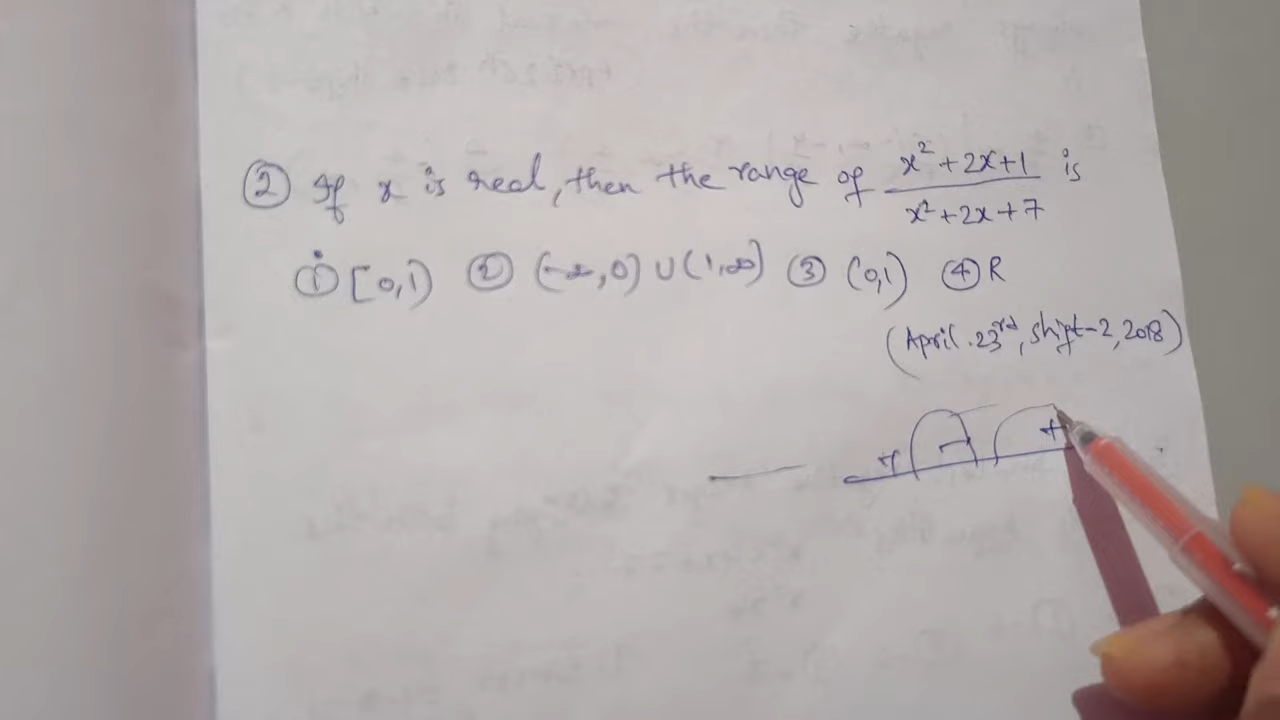 ② If x is real, then the range of (x²+2x+1)/(x²+2x+7) is
① [0,1) ② (-∞,0) ∪ (1,∞) ③ (0,1) ④ R
(April.23rd, shift-2, 2018)
+ - +